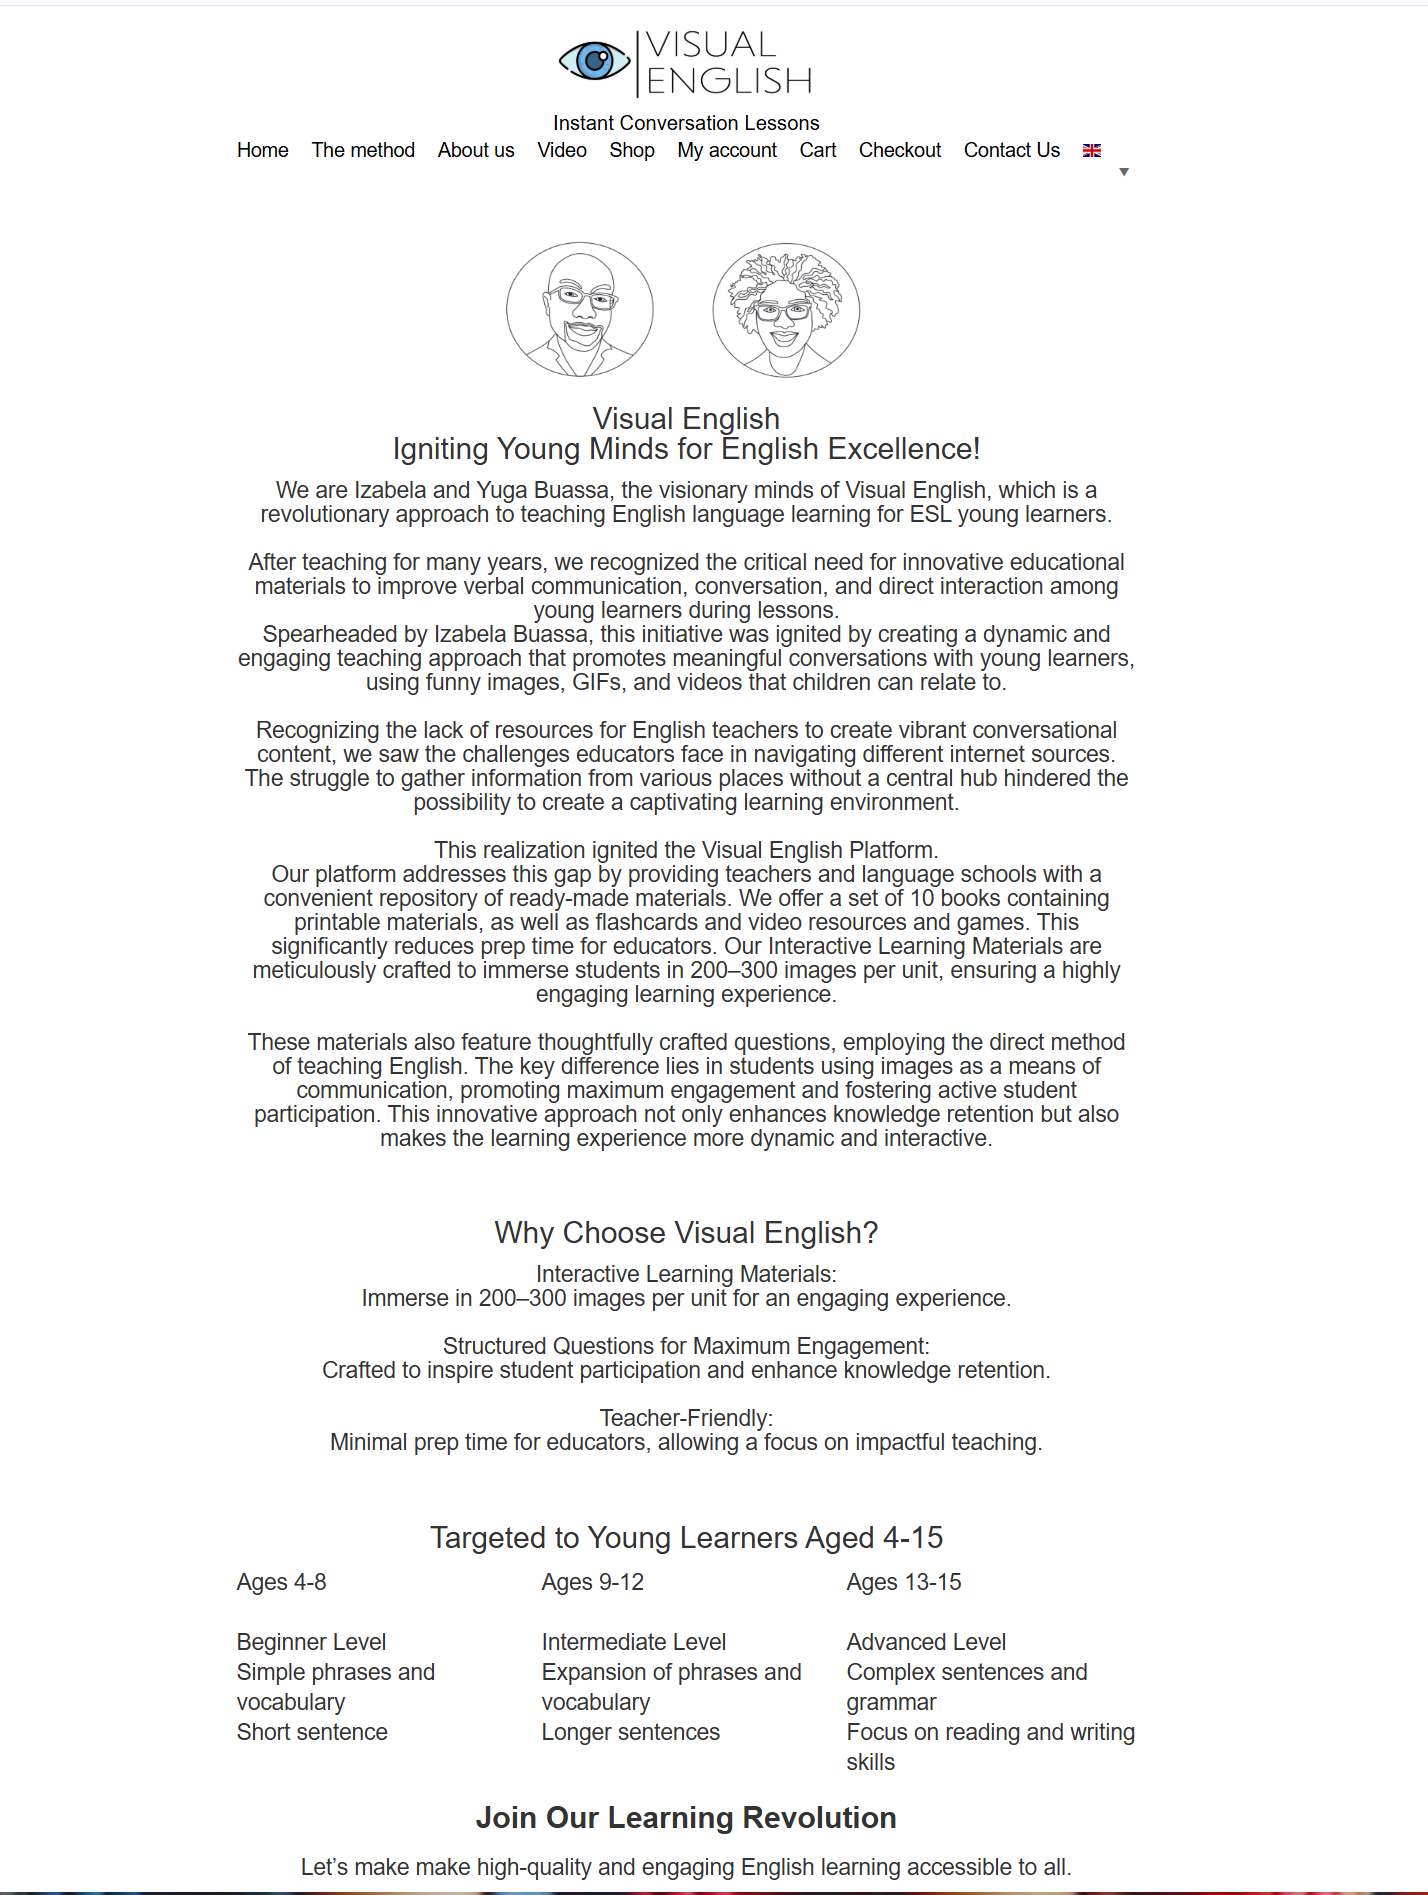 VISUAL
ENGLISH
Instant Conversation Lessons
Home The method About us Video Shop My account Cart Checkout Contact Us
Visual English
Igniting Young Minds for English Excellence!
We are Izabela and Yuga Buassa, the visionary minds of Visual English, which is a
revolutionary approach to teaching English language learning for ESL young learners.
After teaching for many years, we recognized the critical need for innovative educational
materials to improve verbal communication, conversation, and direct interaction among
young learners during lessons.
Spearheaded by Izabela Buassa, this initiative was ignited by creating a dynamic and
engaging teaching approach that promotes meaningful conversations with young learners,
using funny images, GIFs, and videos that children can relate to.
Recognizing the lack of resources for English teachers to create vibrant conversational
content, we saw the challenges educators face in navigating different internet sources.
The struggle to gather information from various places without a central hub hindered the
possibility to create a captivating learning environment.
This realization ignited the Visual English Platform.
Our platform addresses this gap by providing teachers and language schools with a
convenient repository of ready-made materials. We offer a set of 10 books containing
printable materials, as well as flashcards and video resources and games. This
significantly reduces prep time for educators. Our Interactive Learning Materials are
meticulously crafted to immerse students in 200–300 images per unit, ensuring a highly
engaging learning experience.
These materials also feature thoughtfully crafted questions, employing the direct method
of teaching English. The key difference lies in students using images as a means of
communication, promoting maximum engagement and fostering active student
participation. This innovative approach not only enhances knowledge retention but also
makes the learning experience more dynamic and interactive.
Why Choose Visual English?
Interactive Learning Materials:
Immerse in 200–300 images per unit for an engaging experience.
Structured Questions for Maximum Engagement:
Crafted to inspire student participation and enhance knowledge retention.
Teacher-Friendly:
Minimal prep time for educators, allowing a focus on impactful teaching.
Targeted to Young Learners Aged 4-15
Ages 4-8
Beginner Level
Simple phrases and
vocabulary
Short sentence
Ages 9-12
Intermediate Level
Expansion of phrases and
vocabulary
Longer sentences
Ages 13-15
Advanced Level
Complex sentences and
grammar
Focus on reading and writing
skills
Join Our Learning Revolution
Let’s make make high-quality and engaging English learning accessible to all.